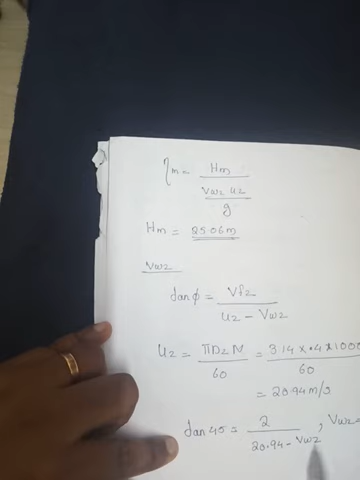 ηm = Hm
Vw2 u2
g
Hm = 25.06m
Vw2
tan φ = Vf2
u2 - Vw2
u2 = ΠD2N = 3.14 x .4 x 1000
60 60
= 20.94 m/s
tan 45 = 2 , Vw2 =
20.94 - Vw2